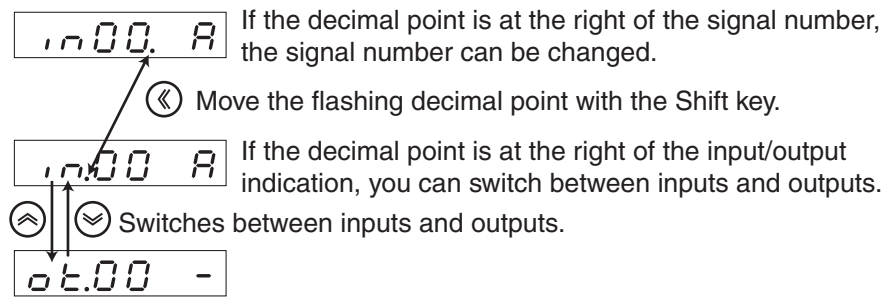 in00. A
If the decimal point is at the right of the signal number,
the signal number can be changed.
Move the flashing decimal point with the Shift key.
in.00 A
If the decimal point is at the right of the input/output
indication, you can switch between inputs and outputs.
Switches between inputs and outputs.
ot.00 -